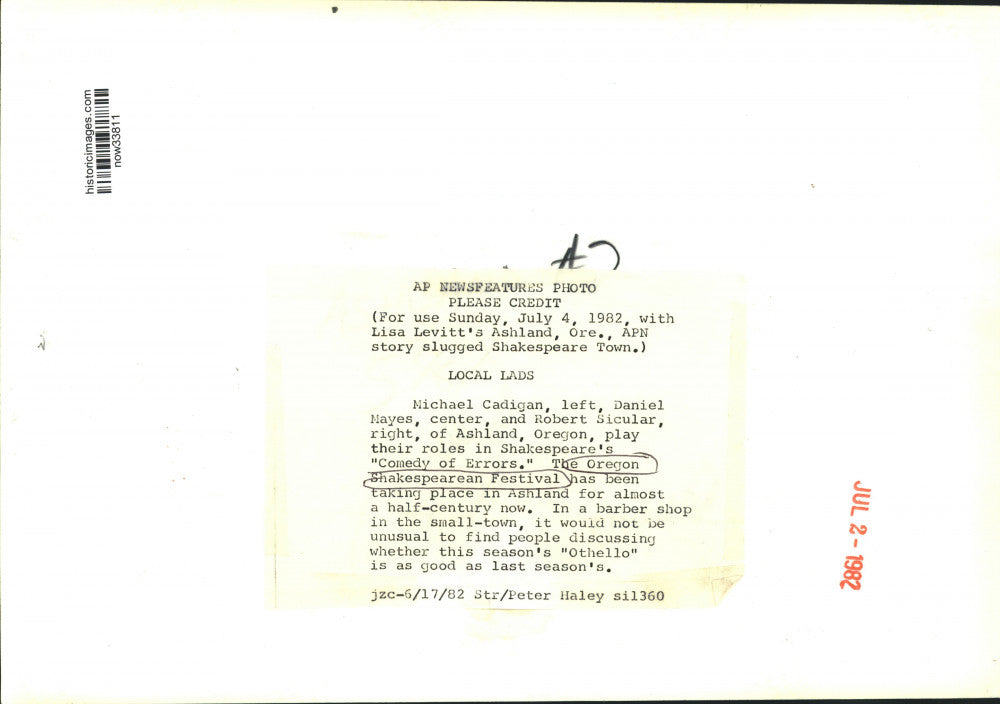 historicimages.com
now33811
AP NEWSFEATURES PHOTO
PLEASE CREDIT
(For use Sunday, July 4, 1982, with
Lisa Levitt's Ashland, Ore., APN
story slugged Shakespeare Town.)
LOCAL LADS
Michael Cadigan, left, Daniel
Mayes, center, and Robert Sicular,
right, of Ashland, Oregon, play
their roles in Shakespeare's
"Comedy of Errors." The Oregon
Shakespearean Festival has been
taking place in Ashland for almost
a half-century now. In a barber shop
in the small-town, it would not be
unusual to find people discussing
whether this season's "Othello"
is as good as last season's.
jzc-6/17/82 Str/Peter Haley sil360
JUL 2-1982